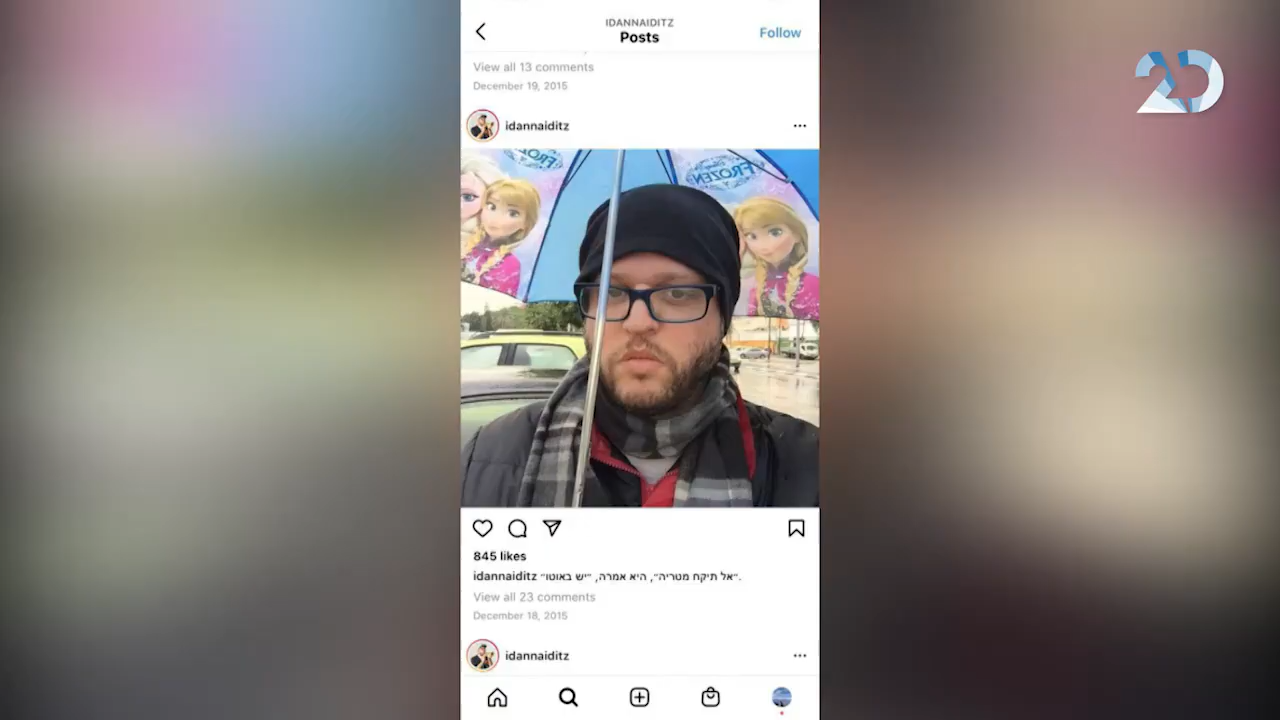 IDANNAIDITZ
Posts
Follow
View all 13 comments
December 19, 2015
idannaiditz
FROZEN
FROZEN
845 likes
idannaiditz ״אל תיקח מטריה״, היא אמרה, ״יש באוטו״.
View all 23 comments
December 18, 2015
idannaiditz
20